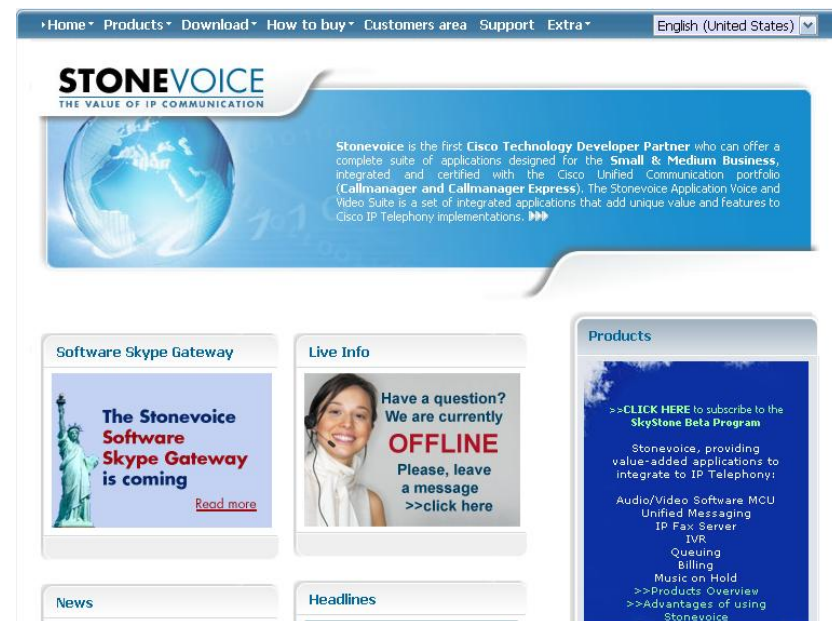 Home Products Download How to buy Customers area Support Extra English (United States)
STONEVOICE
THE VALUE OF IP COMMUNICATION
Stonevoice is the first Cisco Technology Developer Partner who can offer a
complete suite of applications designed for the Small & Medium Business,
integrated and certified with the Cisco Unified Communication portfolio
(Callmanager and Callmanager Express). The Stonevoice Application Voice and
Video Suite is a set of integrated applications that add unique value and features to
Cisco IP Telephony implementations.
Software Skype Gateway
The Stonevoice
Software
Skype Gateway
is coming
Read more
Live Info
Have a question?
We are currently
OFFLINE
Please, leave
a message
>>click here
Products
>>CLICK HERE to subscribe to the
SkyStone Beta Program
Stonevoice, providing
value-added applications to
integrate to IP Telephony:
Audio/Video Software MCU
Unified Messaging
IP Fax Server
IVR
Queuing
Billing
Music on Hold
>>Products Overview
>>Advantages of using
Stonevoice
News
Headlines